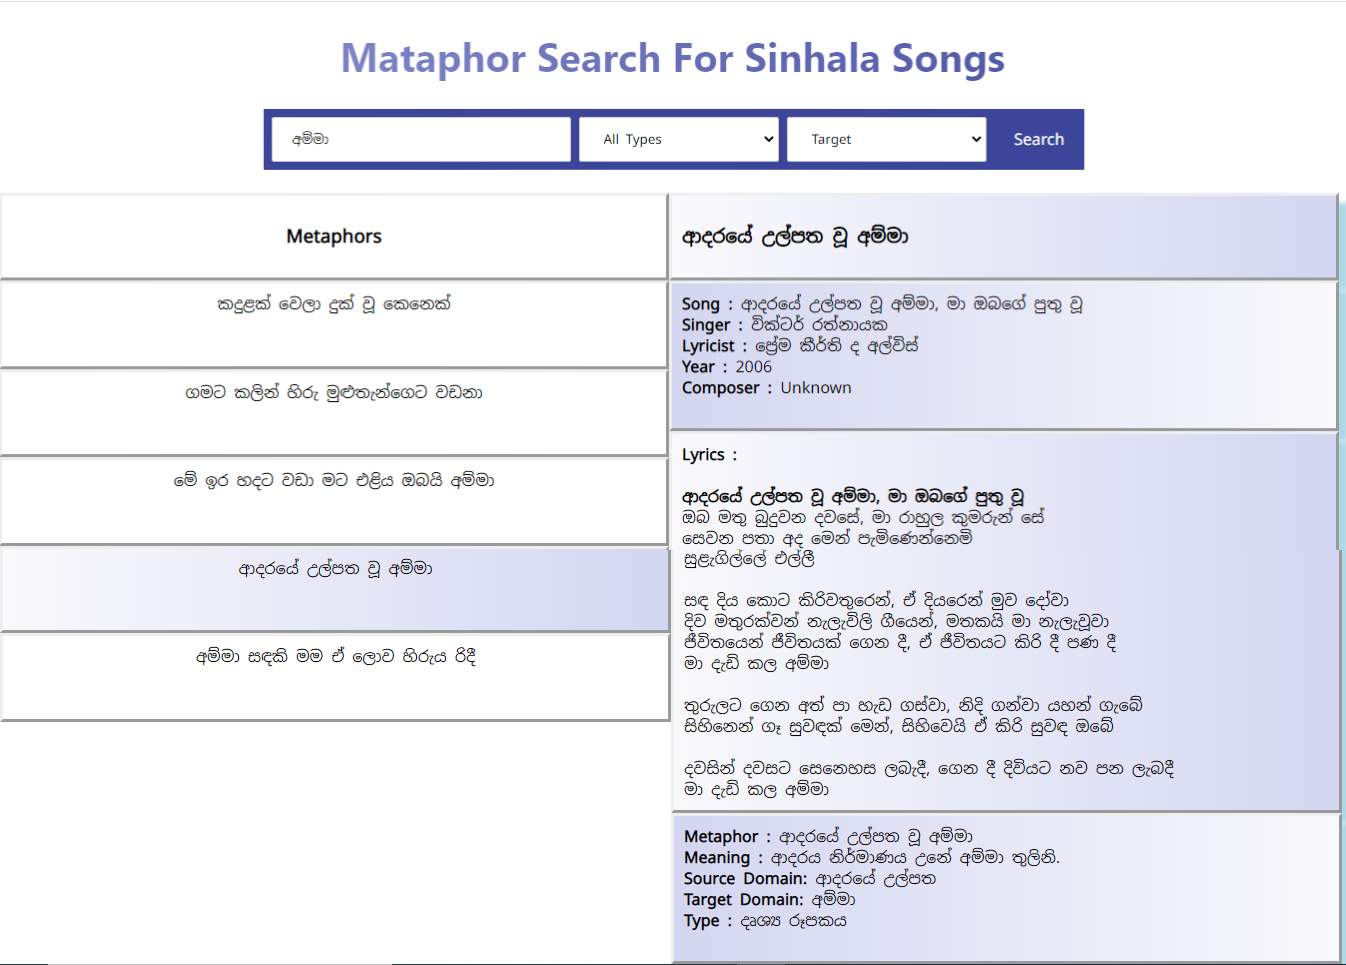 Mataphor Search For Sinhala Songs
අම්මා All Types Target Search
Metaphors
කදුළක් වෙලා දුක් වූ කෙනෙක්
ගමට කලින් හිරු මුළුතැන්ගෙට වඩනා
මේ ඉර හදට වඩා මට එළිය ඔබයි අම්මා
ආදරයේ උල්පත වූ අම්මා
අම්මා සඳකි මම ඒ ලොව හිරුය රිදී
ආදරයේ උල්පත වූ අම්මා
Song : ආදරයේ උල්පත වූ අම්මා, මා ඔබගේ පුතු වූ
Singer : වික්ටර් රත්නායක
Lyricist : ප්‍රේම කීර්ති ද අල්විස්
Year : 2006
Composer : Unknown
Lyrics :
ආදරයේ උල්පත වූ අම්මා, මා ඔබගේ පුතු වූ
ඔබ මතු බුදුවන දවසේ, මා රාහුල කුමරුන් සේ
සෙවන පතා අද මෙන් පැමිණෙන්නෙමි
සුළැගිල්ලේ එල්ලී
සඳ දිය කොට කිරිවතුරෙන්, ඒ දියරෙන් මුව දෝවා
දිව මතුරක්වන් නැලැවිලි ගීයෙන්, මතකයි මා නැලැවූවා
ජීවිතයෙන් ජීවිතයක් ගෙන දී, ඒ ජීවිතයට කිරි දී පණ දී
මා දැඩි කල අම්මා
තුරුලට ගෙන අත් පා හැඩ ගස්වා, නිදි ගන්වා යහන් ගැබේ
සිහිනෙන් ගෑ සුවඳක් මෙන්, සිහිවෙයි ඒ කිරි සුවඳ ඔබේ
දවසින් දවසට සෙනෙහස ලබැදී, ගෙන දී දිවියට නව පන ලැබදී
මා දැඩි කල අම්මා
Metaphor : ආදරයේ උල්පත වූ අම්මා
Meaning : ආදරය නිර්මාණය උනේ අම්මා තුලිනි.
Source Domain: ආදරයේ උල්පත
Target Domain: අම්මා
Type : දෘශ්‍ය රූපකය